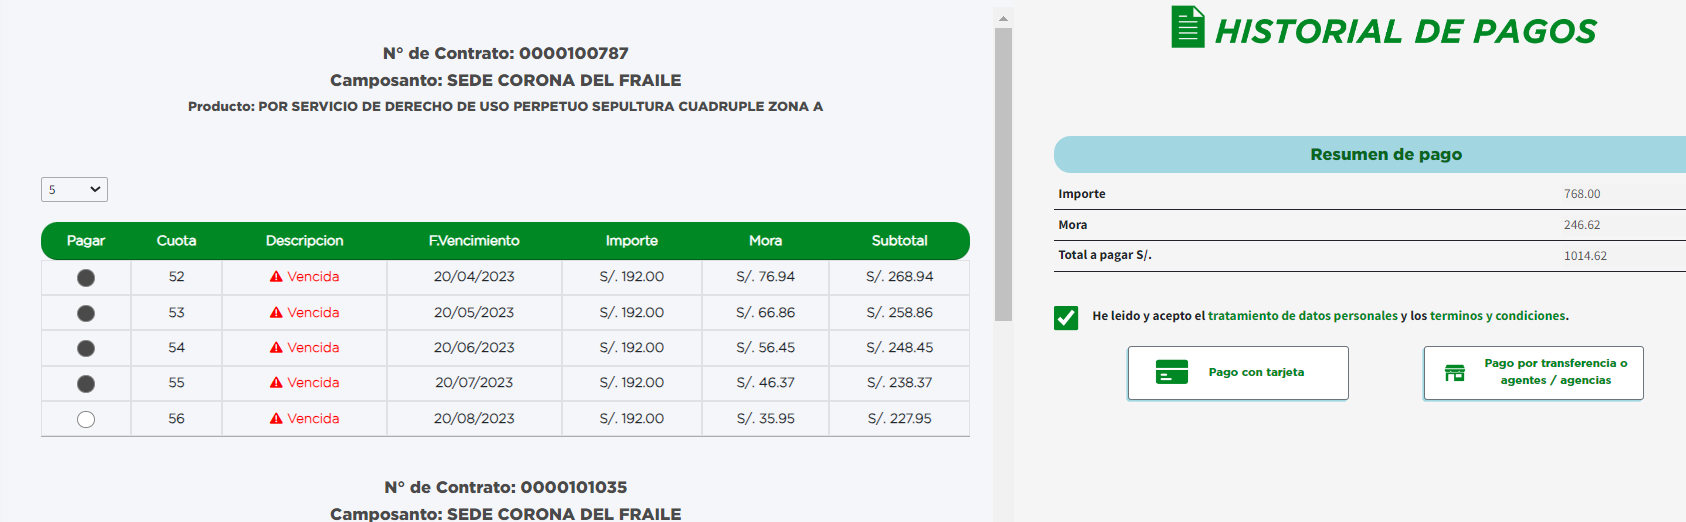 N° de Contrato: 0000100787
Camposanto: SEDE CORONA DEL FRAILE
Producto: POR SERVICIO DE DERECHO DE USO PERPETUO SEPULTURA CUADRUPLE ZONA A
5
Pagar Cuota Descripcion F.Vencimiento Importe Mora Subtotal
52 Vencida 20/04/2023 S/. 192.00 S/. 76.94 S/. 268.94
53 Vencida 20/05/2023 S/. 192.00 S/. 66.86 S/. 258.86
54 Vencida 20/06/2023 S/. 192.00 S/. 56.45 S/. 248.45
55 Vencida 20/07/2023 S/. 192.00 S/. 46.37 S/. 238.37
56 Vencida 20/08/2023 S/. 192.00 S/. 35.95 S/. 227.95
N° de Contrato: 0000101035
Camposanto: SEDE CORONA DEL FRAILE
HISTORIAL DE PAGOS
Resumen de pago
Importe 768.00
Mora 246.62
Total a pagar S/. 1014.62
He leido y acepto el tratamiento de datos personales y los terminos y condiciones.
Pago con tarjeta
Pago por transferencia o
agentes / agencias